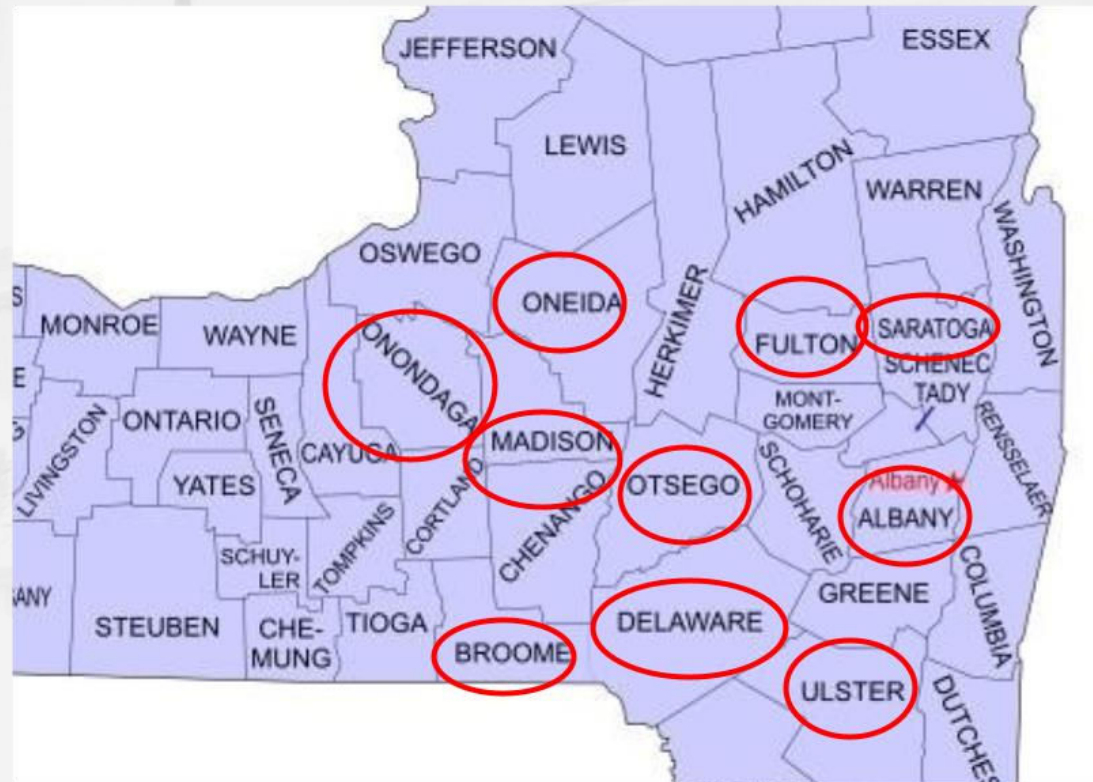 JEFFERSON
ESSEX
LEWIS
HAMILTON
WARREN
WASHINGTON
OSWEGO
ONEIDA
HERKIMER
MONROE
WAYNE
ONONDAGA
FULTON
SARATOGA
SCHENEC
TADY
MONT-
GOMERY
ONTARIO
SENECA
CAYUGA
MADISON
LIVINGSTON
YATES
CORTLAND
CHENANGO
OTSEGO
SCHOHARIE
Albany
ALBANY
RENSSELAER
SCHUY-
LER
TOMPKINS
GREENE
COLUMBIA
ANY
STEUBEN
CHE-
MUNG
TIOGA
BROOME
DELAWARE
ULSTER
DUTCHES